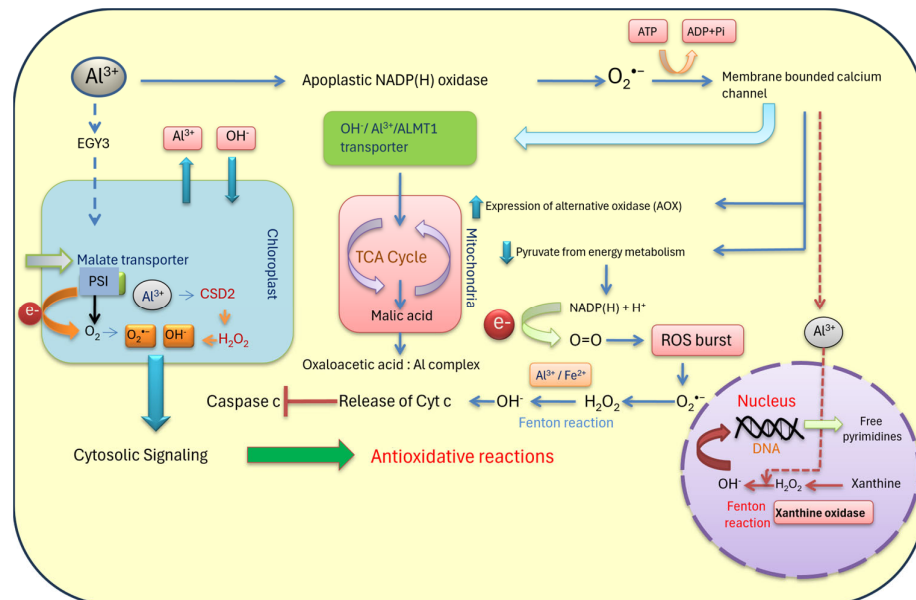 ATP
ADP+Pi
Al³⁺
Apoplastic NADP(H) oxidase
O₂•⁻
Membrane bounded calcium
channel
EGY3
Al³⁺
OH⁻
OH⁻/ Al³⁺/ALMT1
transporter
Chloroplast
Mitochondria
Expression of alternative oxidase (AOX)
TCA Cycle
Pyruvate from energy metabolism
Malate transporter
PSI
Al³⁺
CSD2
e-
O₂
O₂•⁻
OH⁻
H₂O₂
Malic acid
NADP(H) + H⁺
e-
O=O
ROS burst
Al³⁺
Oxaloacetic acid : Al complex
Al³⁺ / Fe²⁺
Caspase c
Release of Cyt c
OH⁻
H₂O₂
O₂•⁻
Fenton reaction
Nucleus
DNA
Free
pyrimidines
Cytosolic Signaling
Antioxidative reactions
OH⁻
H₂O₂
Xanthine
Fenton
reaction
Xanthine oxidase